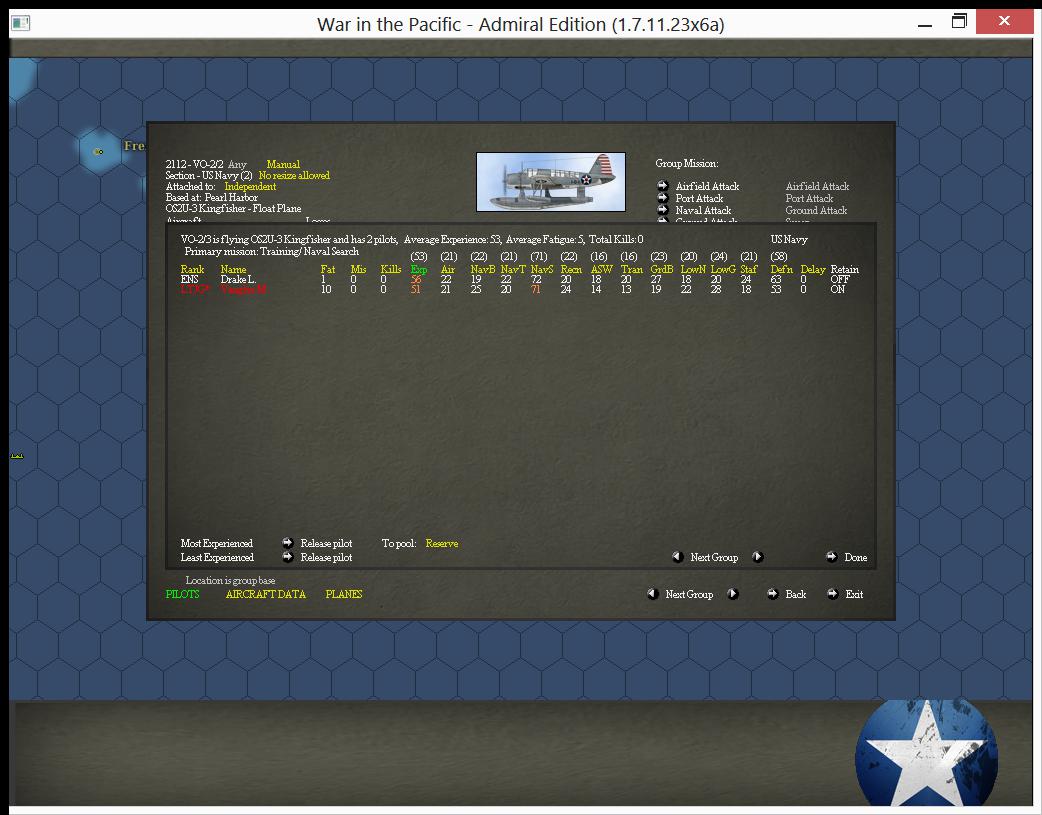 War in the Pacific - Admiral Edition (1.7.11.23x6a)
Fre
2112 - VO-2/2 Any Manual
Section - US Navy (2) No resize allowed
Attached to: Independent
Based at: Pearl Harbor
OS2U-3 Kingfisher - Float Plane
Aircraft Loses
Group Mission:
Airfield Attack Airfield Attack
Port Attack Port Attack
Naval Attack Ground Attack
Ground Attack Sweep
VO-2/3 is flying OS2U-3 Kingfisher and has 2 pilots, Average Experience: 53, Average Fatigue: 5, Total Kills: 0 US Navy
Primary mission: Training/ Naval Search
(53) (21) (22) (21) (71) (22) (16) (16) (23) (20) (24) (21) (58)
Rank Name Fat Mis Kills Exp Air NavB NavT NavS Recn ASW Tran GrdB LowN LowG Staf Defn Delay Retain
ENS Drake L. 1 0 0 56 22 19 22 72 20 18 20 27 18 20 24 63 0 OFF
Vaughn M. 10 0 0 51 21 25 20 71 24 14 13 19 22 28 18 53 0 ON
Most Experienced Release pilot To pool: Reserve
Least Experienced Release pilot Next Group Done
Location is group base
PILOTS AIRCRAFT DATA PLANES Next Group Back Exit